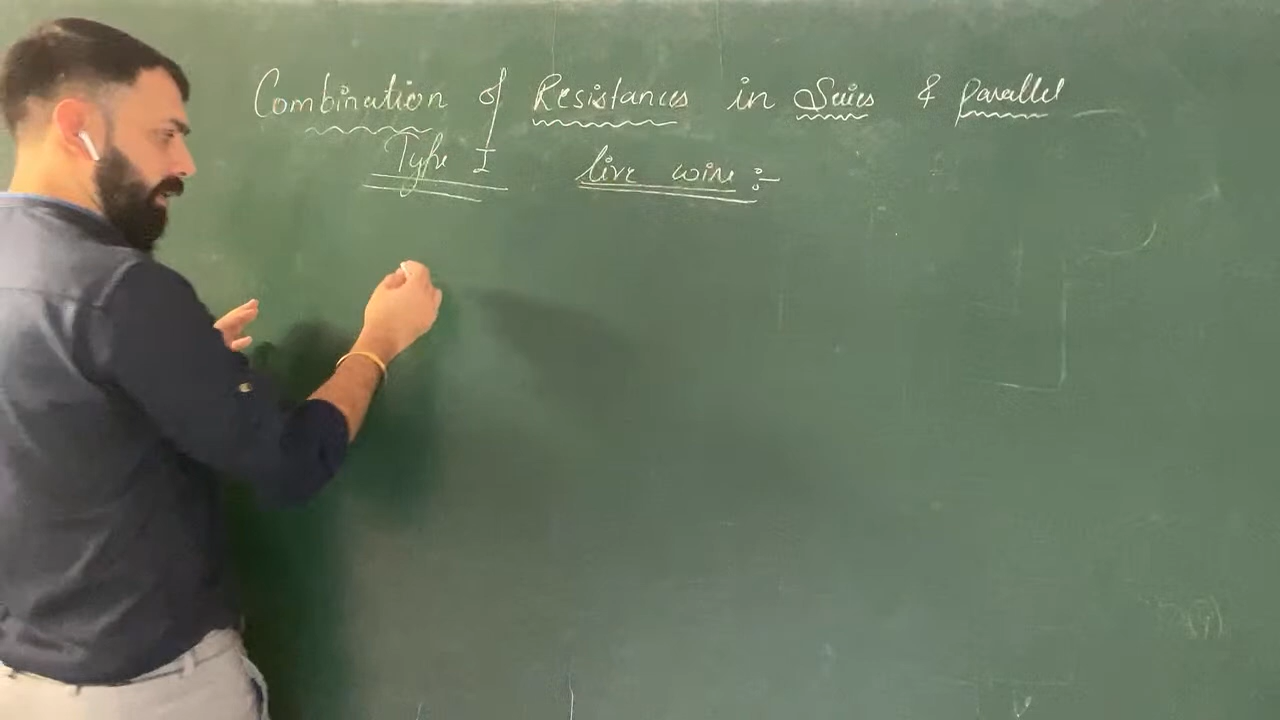 Combination of Resistances in Series & parallel
Type I live wire :-